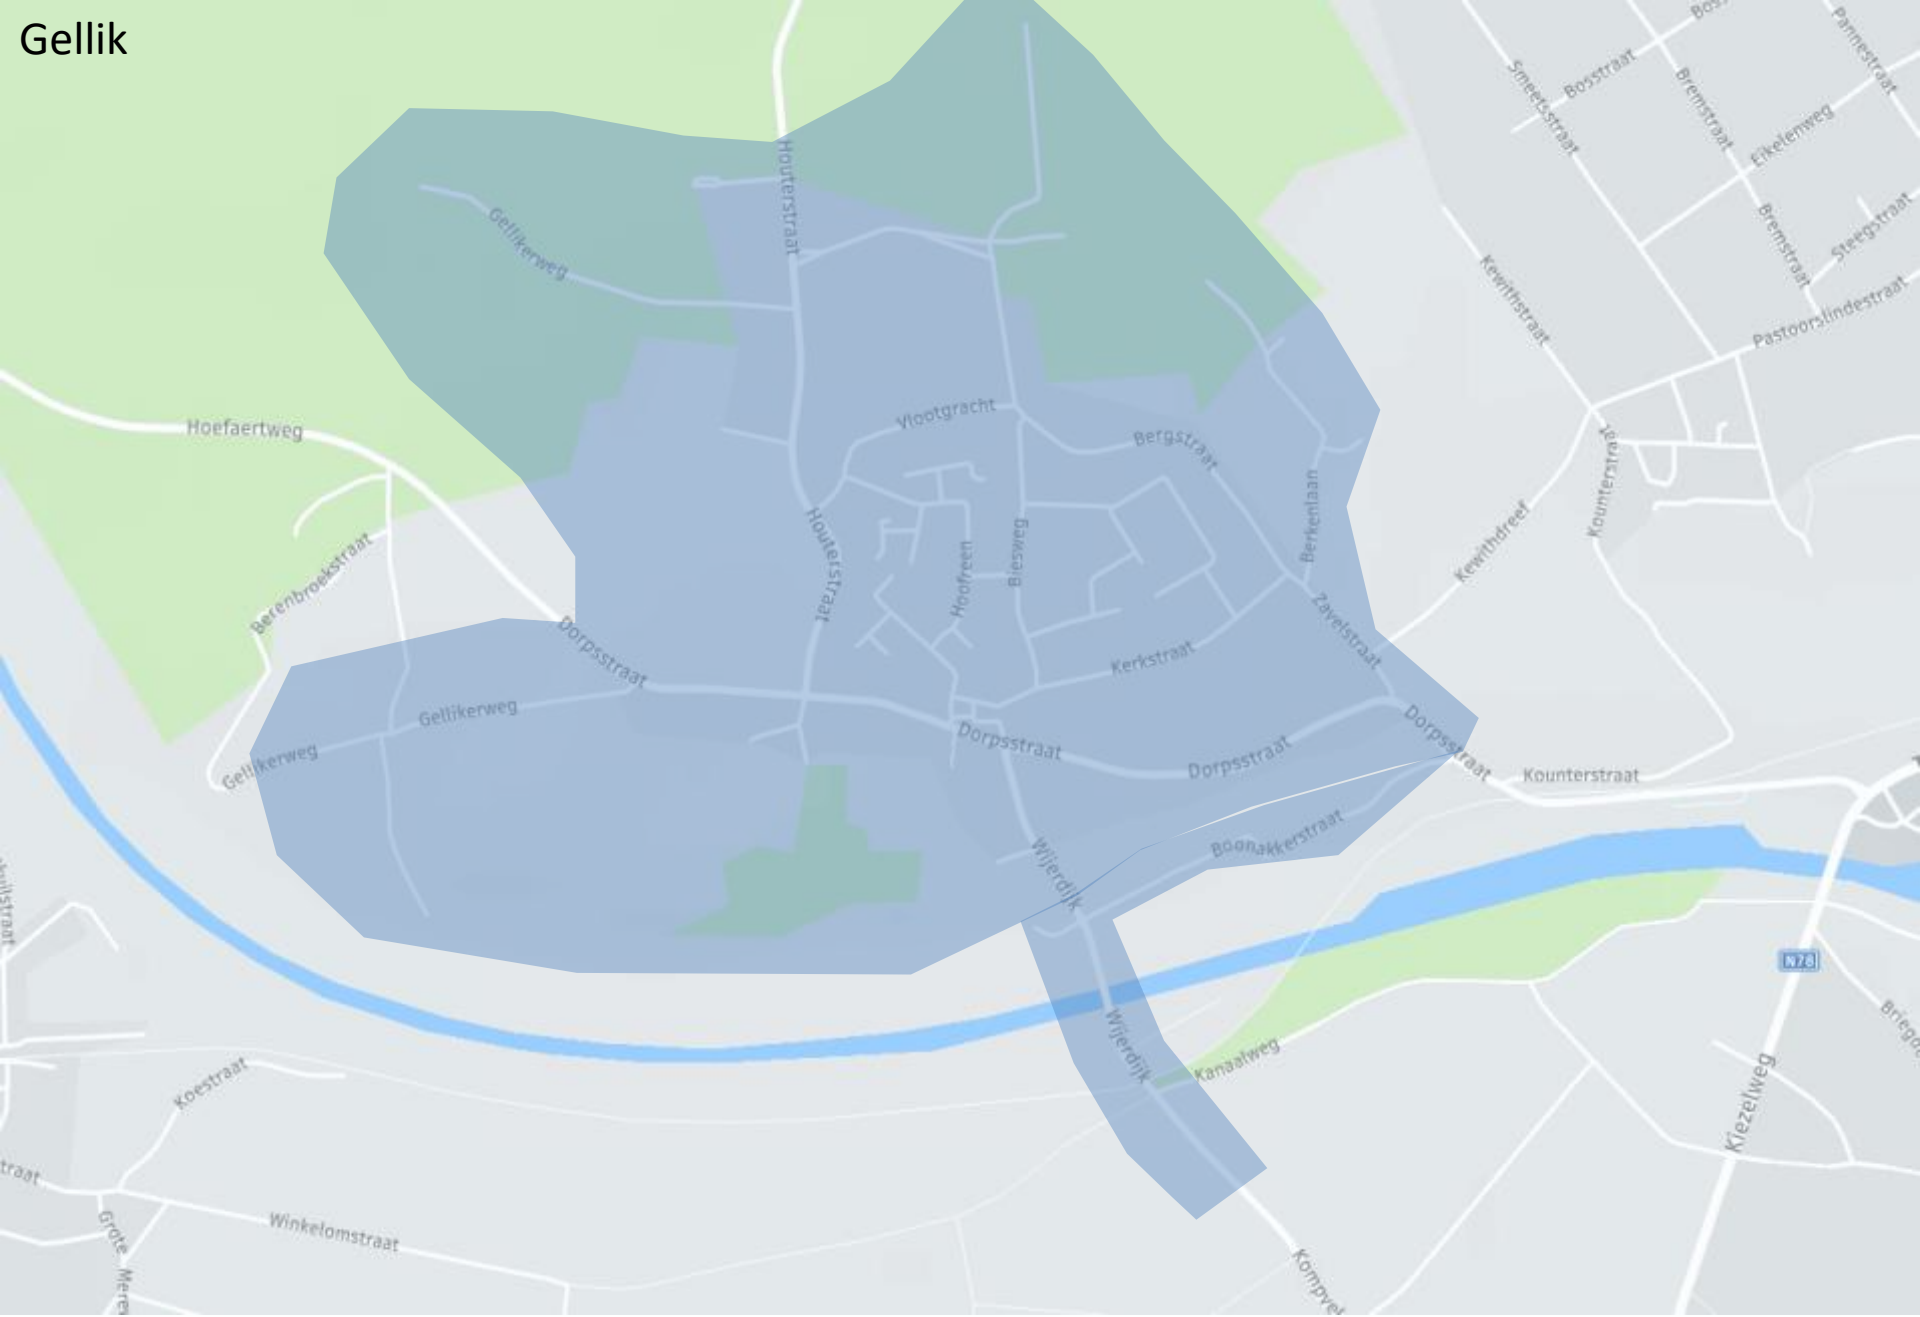 Gellik
Bosstraat
Smeetsstraat
Bremstraat
Pannestraat
Eikelenweg
Houterstraat
Gellikerweg
Bremstraat
Steegstraat
Kewithstraat
Pastoorslindestraat
Hoefaertweg
Vlootgracht
Bergstraat
Kounterstraat
Berkenlaan
Houterstraat
Hoofreen
Biesweg
Kewithdreef
Berenbroekstraat
Dorpsstraat
Zavelstraat
Kerkstraat
Gellikerweg
Dorpsstraat
Dorpsstraat
Dorpsstraat
Gellikerweg
Kounterstraat
Wijerdijk
Boonakkerstraat
N78
Wijerdijk
Kanaalweg
Koestraat
Kiezelweg
traat
Grote
Winkelomstraat